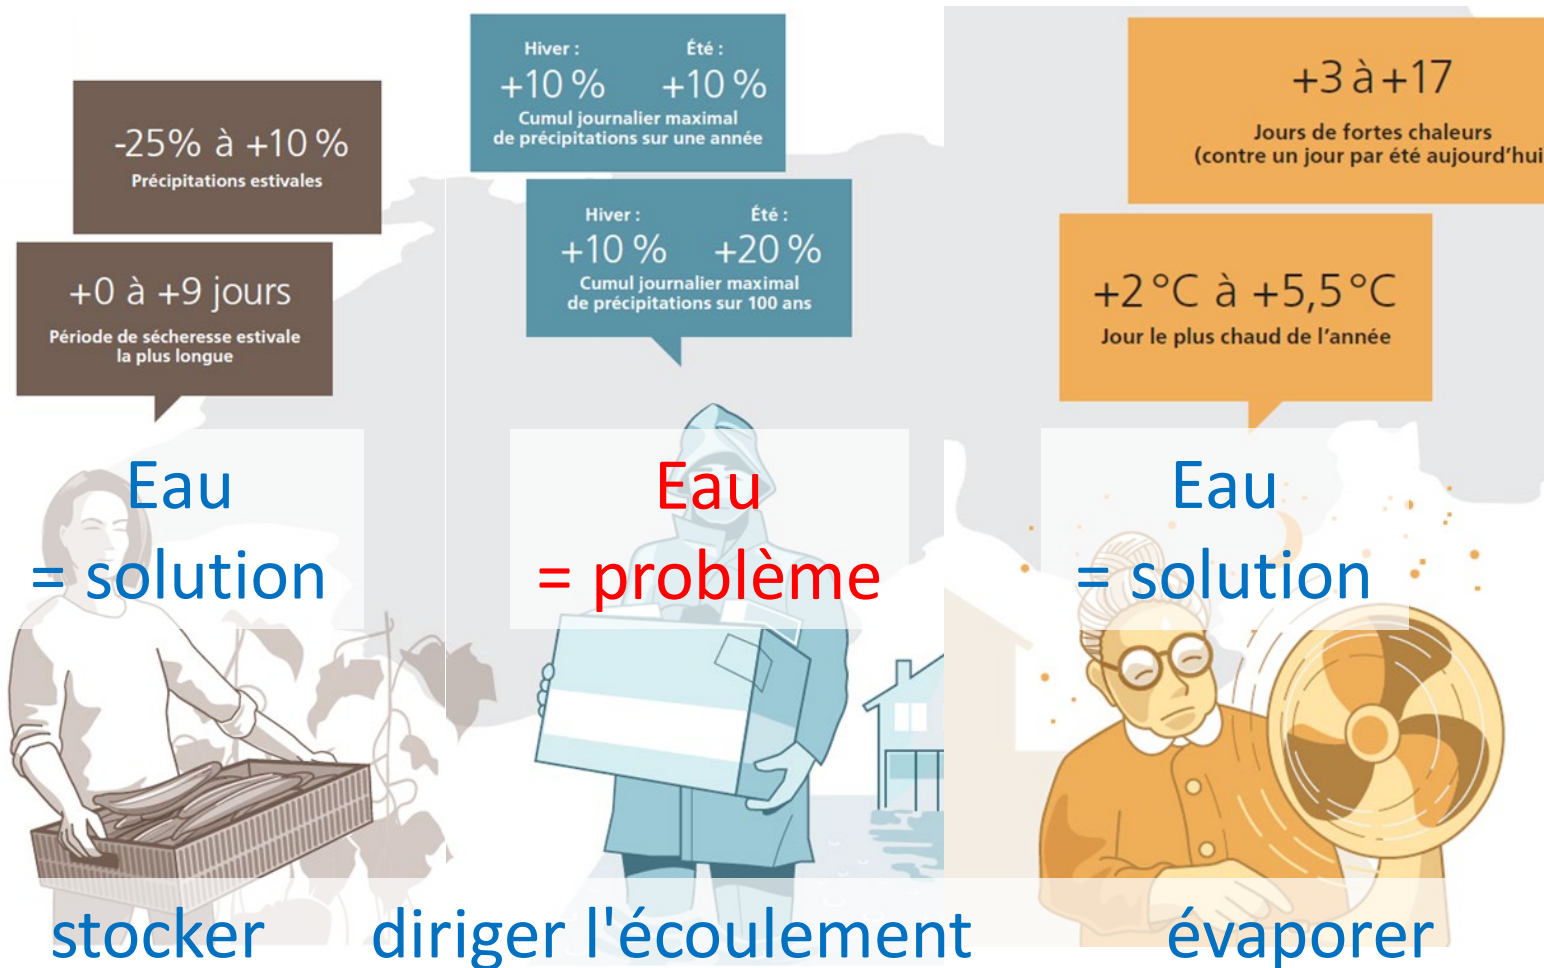 -25% à +10 %
Précipitations estivales
+0 à +9 jours
Période de sécheresse estivale
la plus longue
Eau
= solution
stocker
Hiver : Été :
+10 % +10 %
Cumul journalier maximal
de précipitations sur une année
Hiver : Été :
+10 % +20 %
Cumul journalier maximal
de précipitations sur 100 ans
Eau
= problème
diriger l'écoulement
+3 à +17
Jours de fortes chaleurs
(contre un jour par été aujourd'hui
+2 °C à +5,5 °C
Jour le plus chaud de l'année
Eau
= solution
évaporer